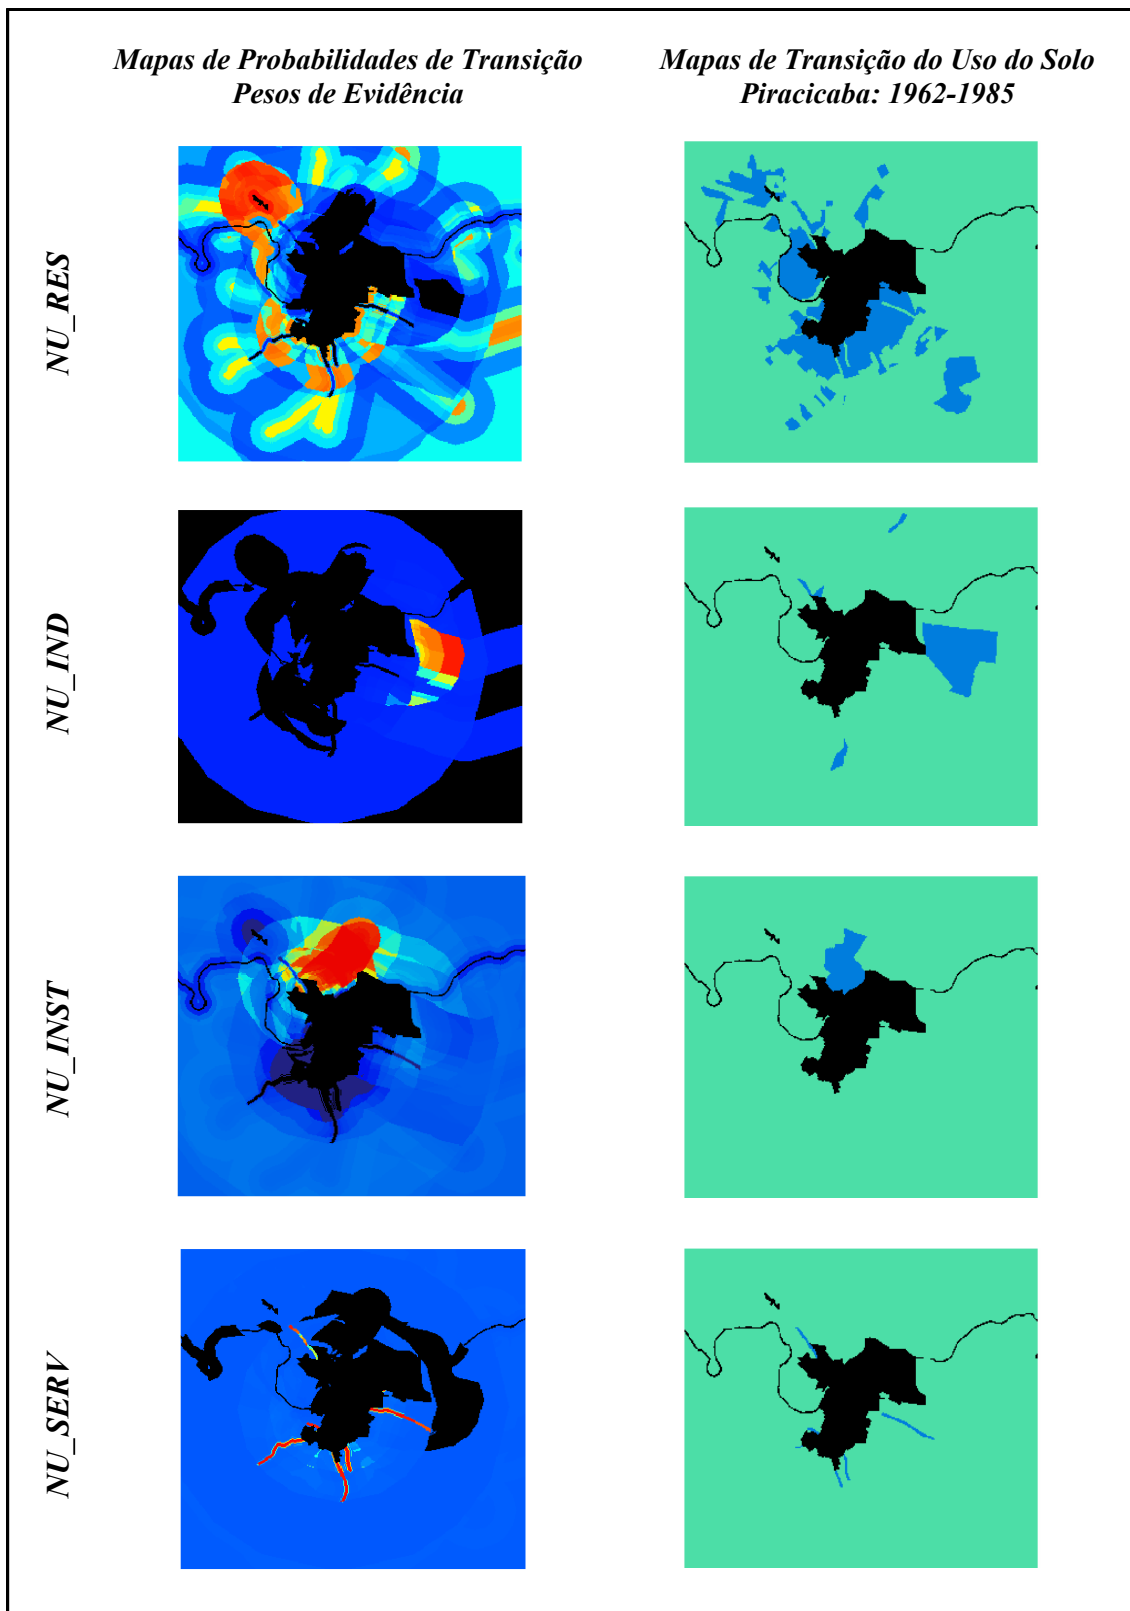 Mapas de Probabilidades de Transição
Pesos de Evidência
Mapas de Transição do Uso do Solo
Piracicaba: 1962-1985
NU_RES
NU_IND
NU_INST
NU_SERV